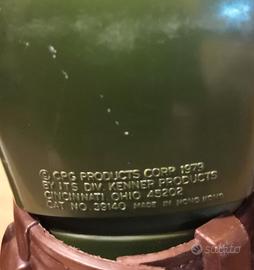 © CPG PRODUCTS CORP 1979
BY ITS DIV. KENNER PRODUCTS
CINCINNATI, OHIO 45202
CAT NO 39140 MADE IN HONG KONG
subito